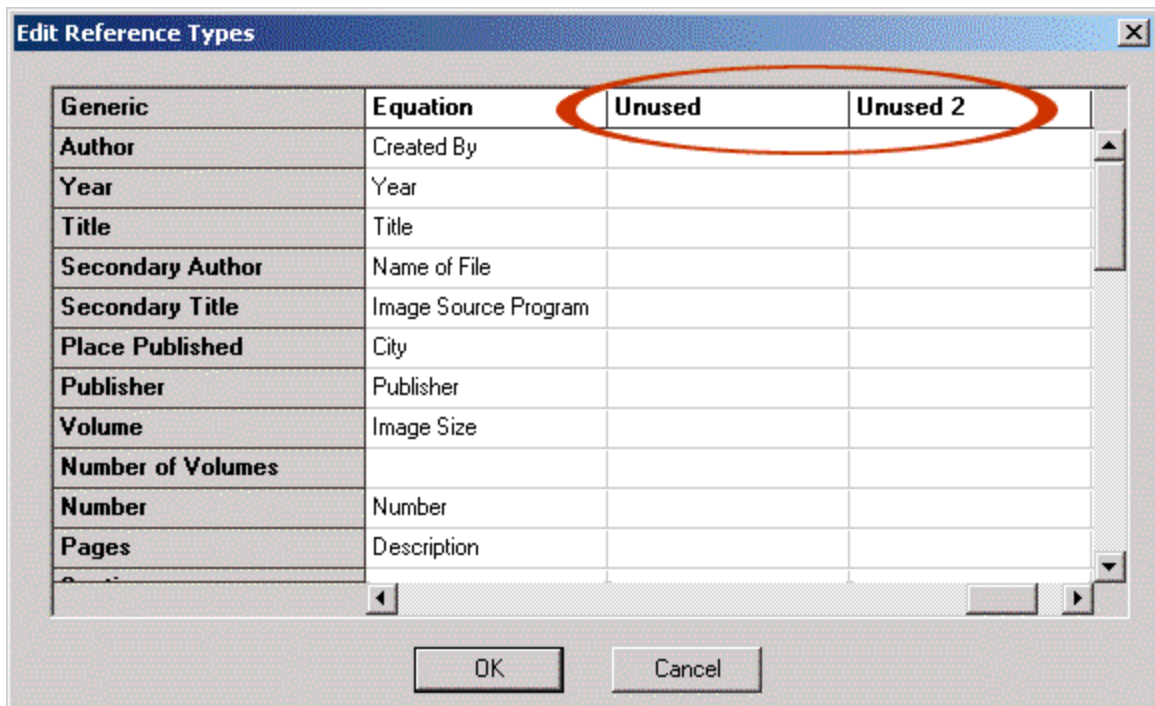 Edit Reference Types
Generic Equation Unused Unused 2
Author Created By
Year Year
Title Title
Secondary Author Name of File
Secondary Title Image Source Program
Place Published City
Publisher Publisher
Volume Image Size
Number of Volumes
Number Number
Pages Description
OK Cancel